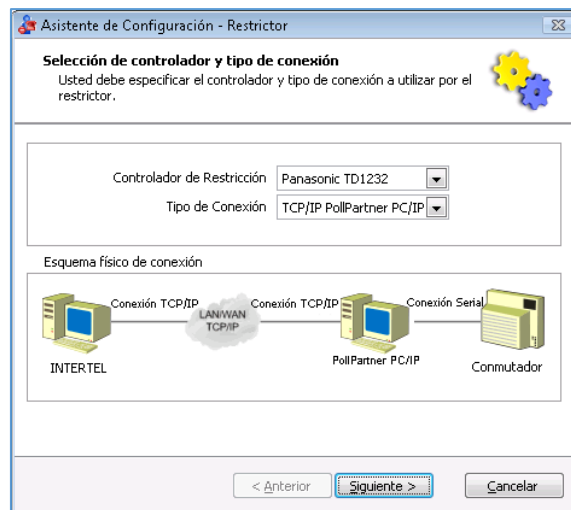 Asistente de Configuración - Restrictor
Selección de controlador y tipo de conexión
Usted debe especificar el controlador y tipo de conexión a utilizar por el
restrictor.
Controlador de Restricción Panasonic TD1232
Tipo de Conexión TCP/IP PollPartner PC/IP
Esquema físico de conexión
Conexión TCP/IP
LAN/WAN
TCP/IP
Conexión TCP/IP
Conexión Serial
INTERTEL
PollPartner PC/IP
Conmutador
< Anterior
Siguiente >
Cancelar